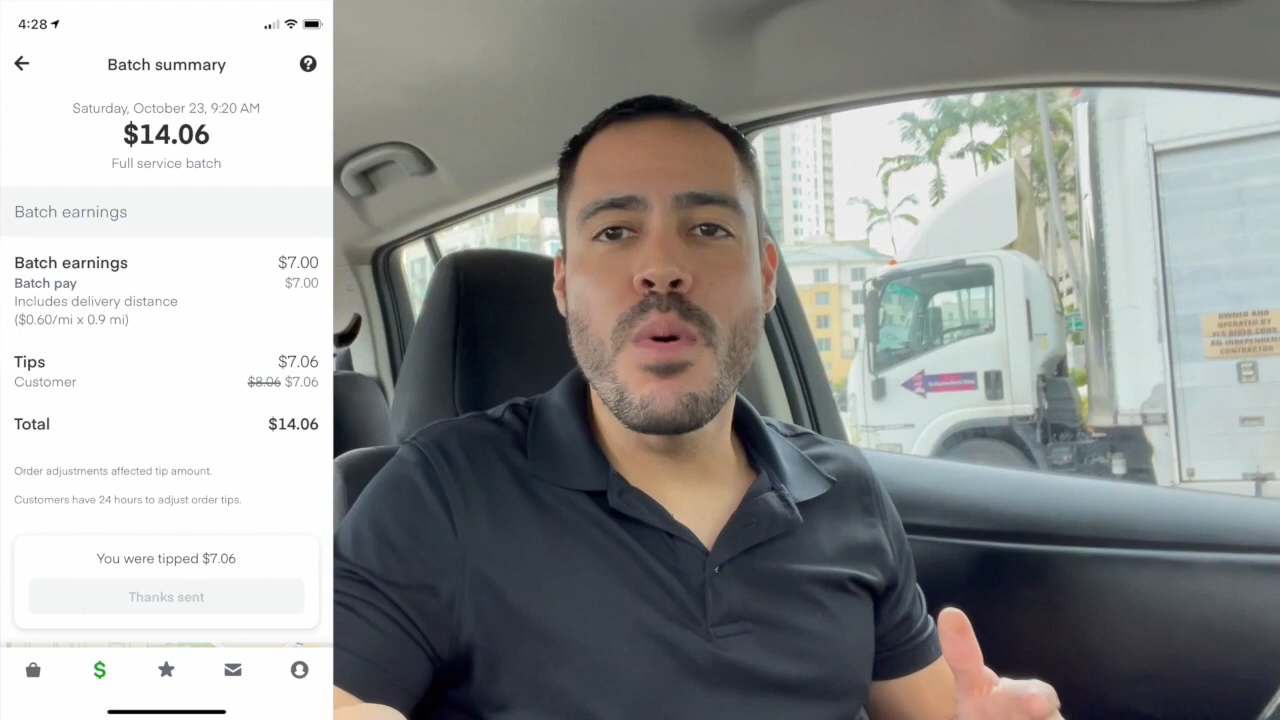 4:28
Batch summary
Saturday, October 23, 9:20 AM
$14.06
Full service batch
Batch earnings
Batch earnings $7.00
Batch pay $7.00
Includes delivery distance
($0.60/mi x 0.9 mi)
Tips $7.06
Customer $8.06 $7.06
Total $14.06
Order adjustments affected tip amount.
Customers have 24 hours to adjust order tips.
You were tipped $7.06
Thanks sent
OWNED AND
OPERATED BY
AN INDEPENDENT
CONTRACTOR